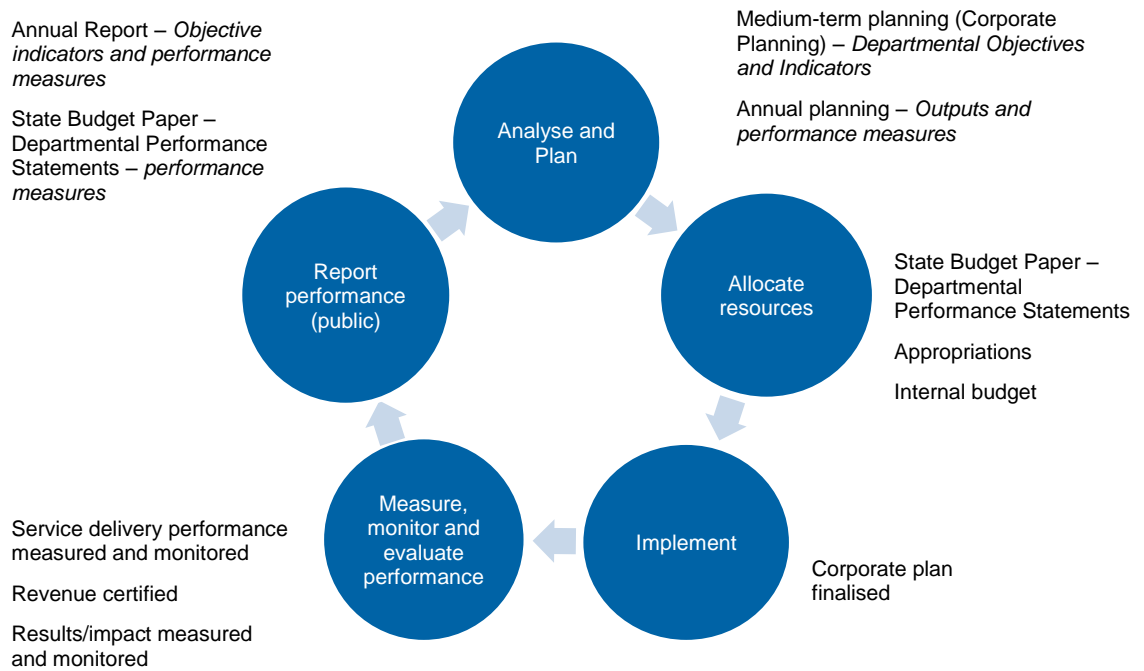 Annual Report – Objective
indicators and performance
measures
State Budget Paper –
Departmental Performance
Statements – performance
measures
Medium-term planning (Corporate
Planning) – Departmental Objectives
and Indicators
Annual planning – Outputs and
performance measures
Analyse and
Plan
Report
performance
(public)
Allocate
resources
State Budget Paper –
Departmental
Performance Statements
Appropriations
Internal budget
Measure,
monitor and
evaluate
performance
Implement
Service delivery performance
measured and monitored
Revenue certified
Results/impact measured
and monitored
Corporate plan
finalised